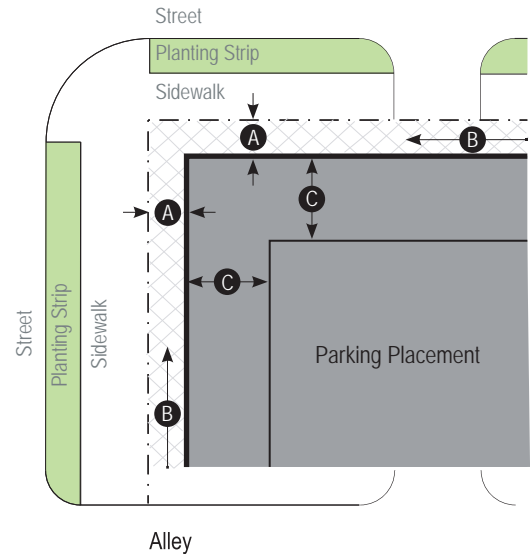 Street
Planting Strip
Sidewalk
A
B
C
A
C
Street
Planting Strip
Sidewalk
Parking Placement
B
Alley